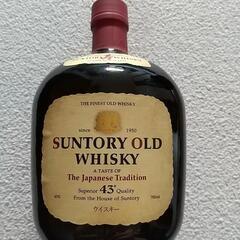 THE FINEST OLD WHISKY
since 1950
SUNTORY OLD
WHISKY
A TASTE OF
The Japanese Tradition
Superior 43° Quality
From the House of Suntory
ウイスキー